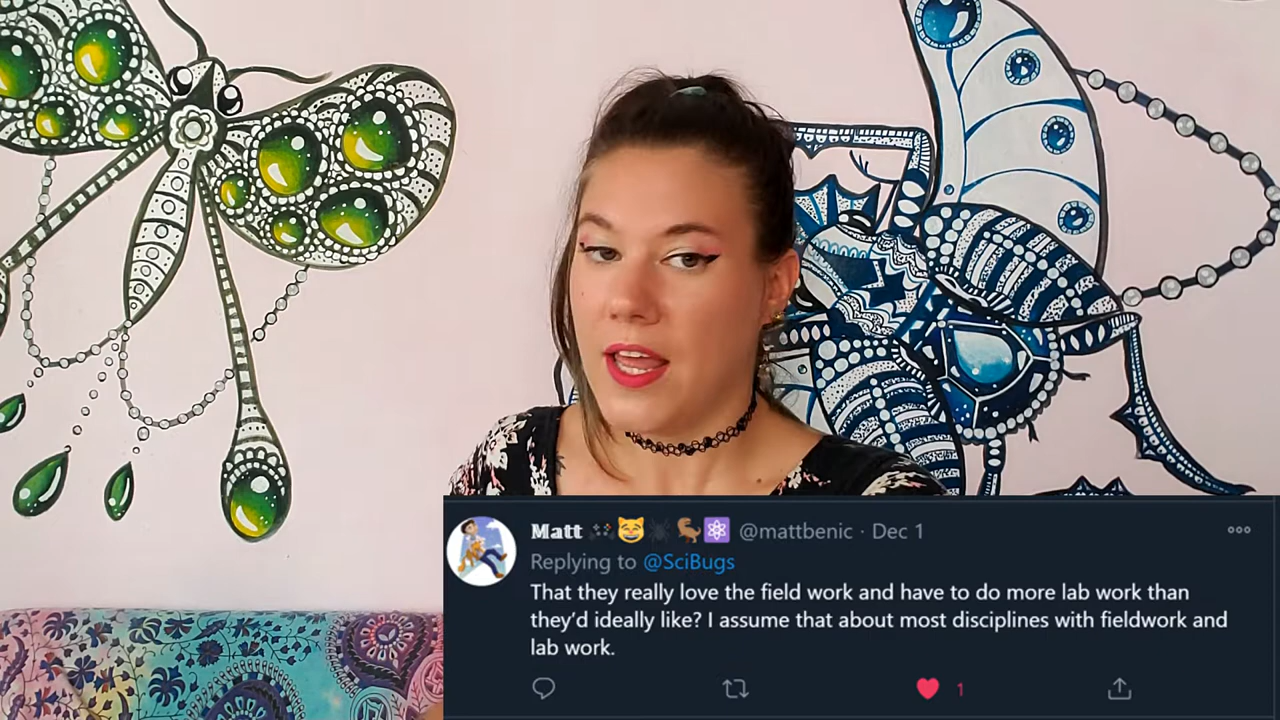 Matt @mattbenic · Dec 1
Replying to @SciBugs
That they really love the field work and have to do more lab work than
they'd ideally like? I assume that about most disciplines with fieldwork and
lab work.
1